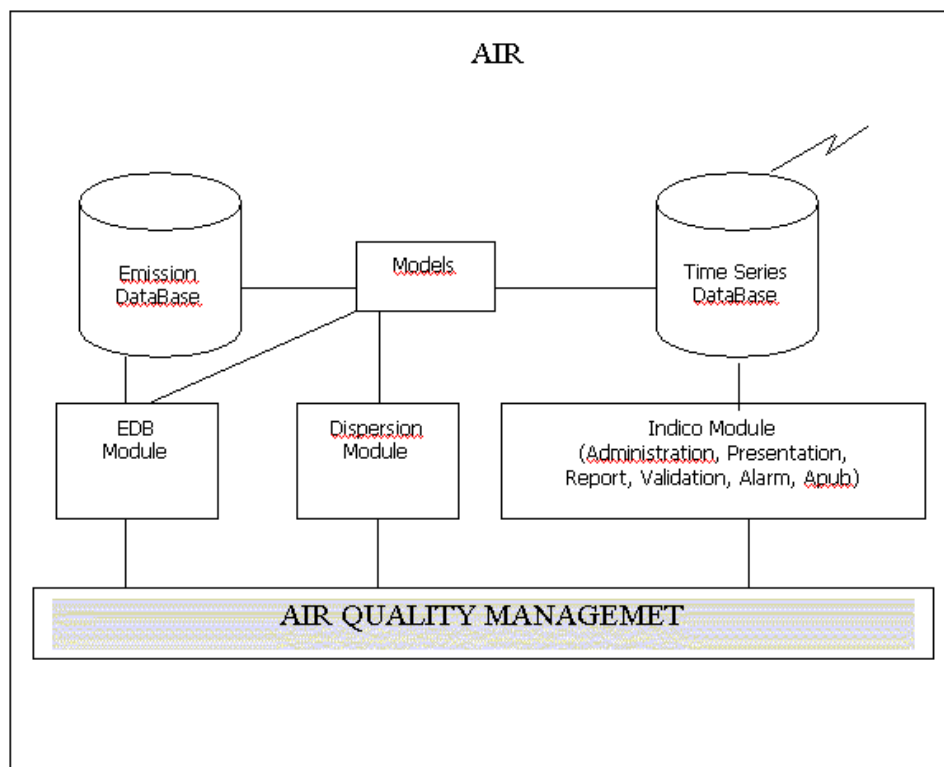 AIR
Emission
DataBase
Models
Time Series
DataBase
EDB
Module
Dispersion
Module
Indico Module
(Administration, Presentation,
Report, Validation, Alarm, Apub)
AIR QUALITY MANAGEMET